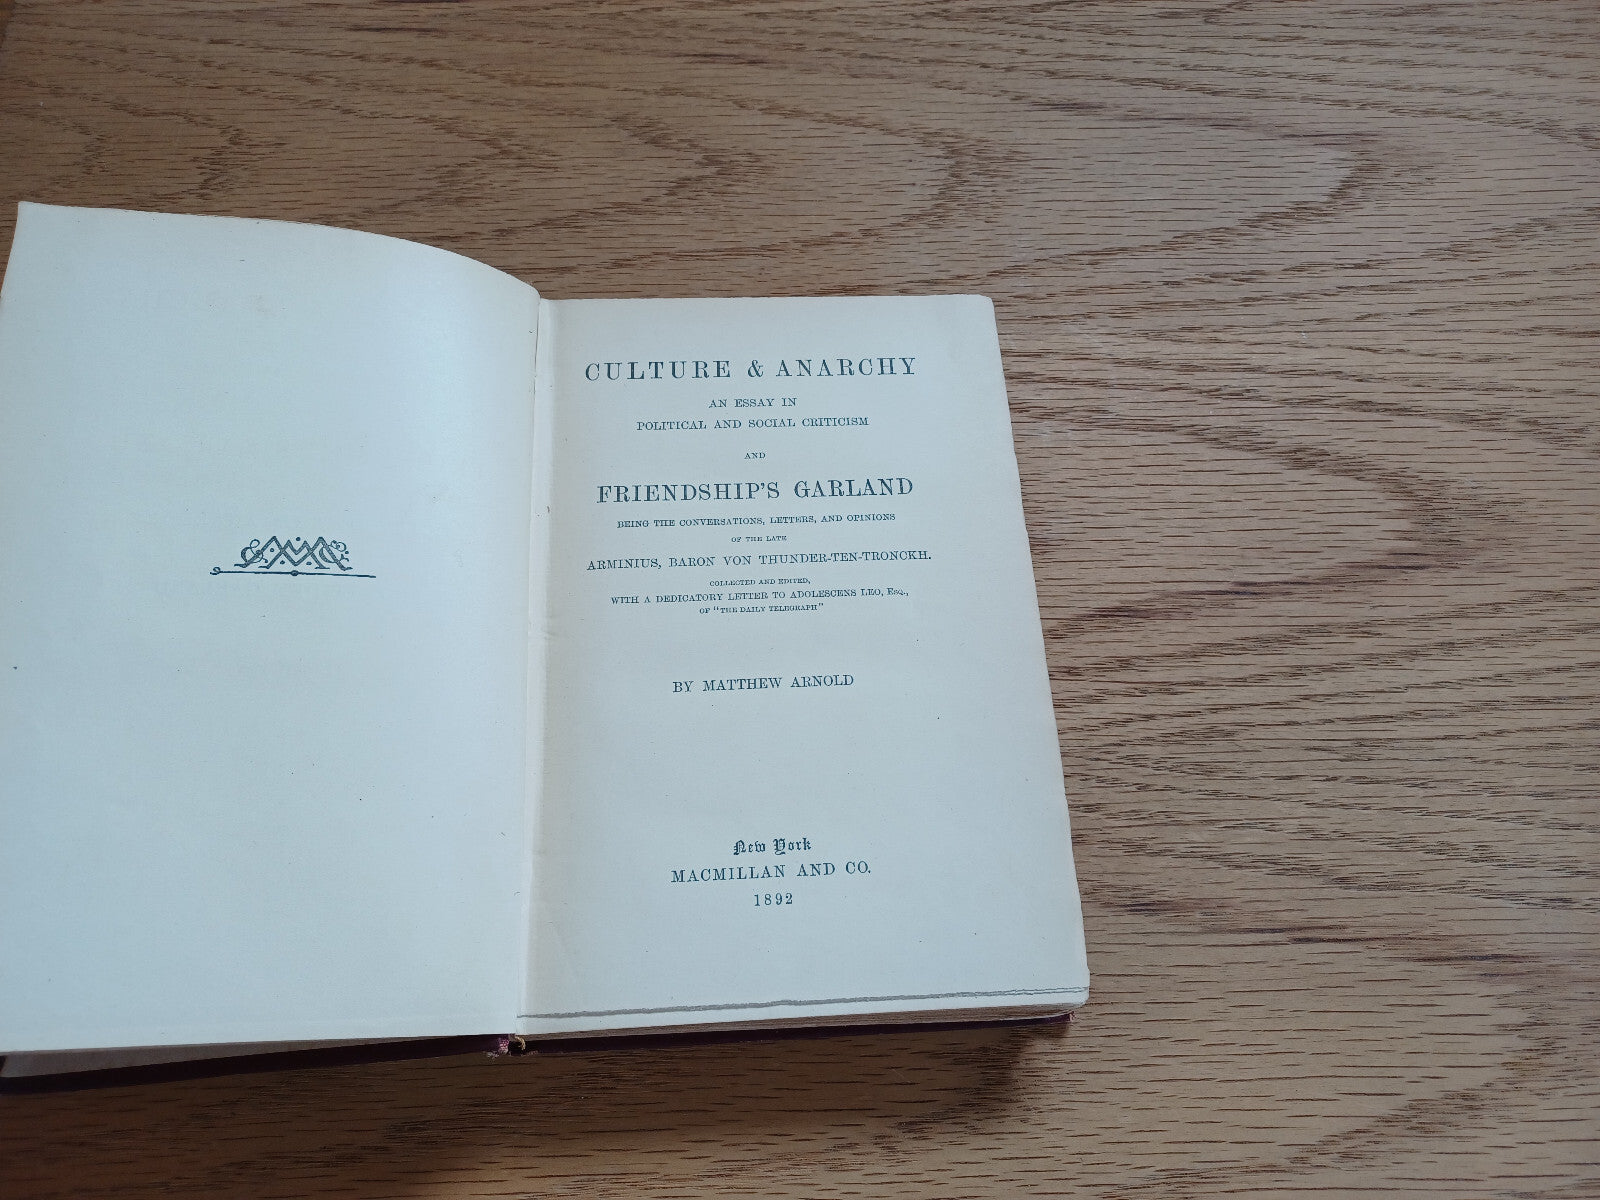 CULTURE & ANARCHY
AN ESSAY IN
POLITICAL AND SOCIAL CRITICISM
AND
FRIENDSHIP'S GARLAND
BEING THE CONVERSATIONS, LETTERS, AND OPINIONS
OF THE LATE
ARMINIUS, BARON VON THUNDER-TEN-TRONCKH.
COLLECTED AND EDITED,
WITH A DEDICATORY LETTER TO ADOLESCENS LEO, Esq.,
OF "THE DAILY TELEGRAPH"
BY MATTHEW ARNOLD
New York
MACMILLAN AND CO.
1892